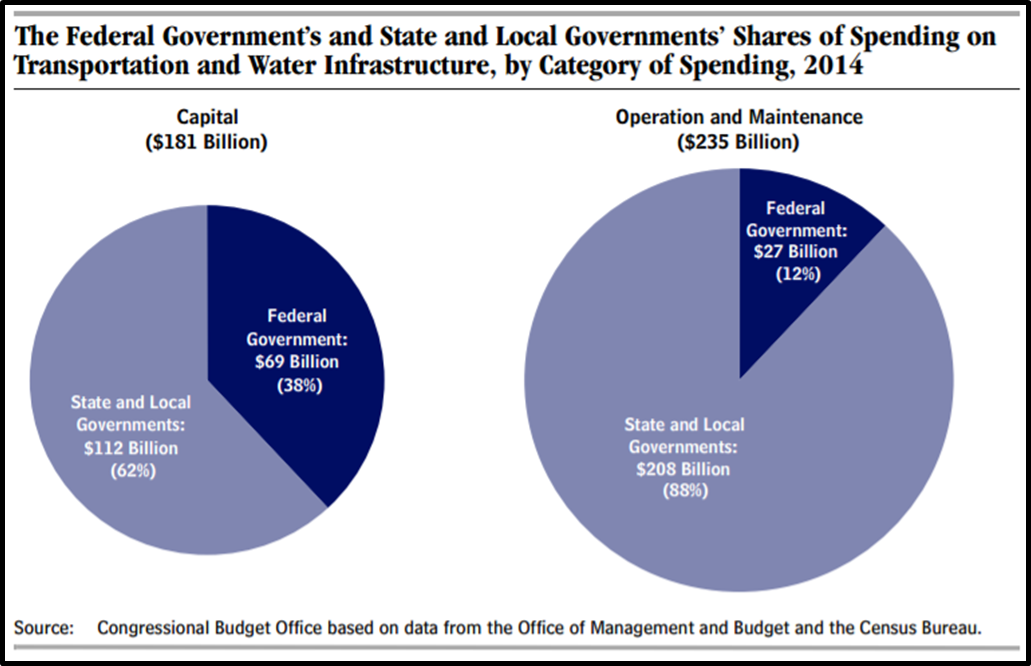 The Federal Government's and State and Local Governments' Shares of Spending on
Transportation and Water Infrastructure, by Category of Spending, 2014
Capital
($181 Billion)
Federal
Government:
$69 Billion
(38%)
State and Local
Governments:
$112 Billion
(62%)
Operation and Maintenance
($235 Billion)
Federal
Government:
$27 Billion
(12%)
State and Local
Governments:
$208 Billion
(88%)
Source: Congressional Budget Office based on data from the Office of Management and Budget and the Census Bureau.